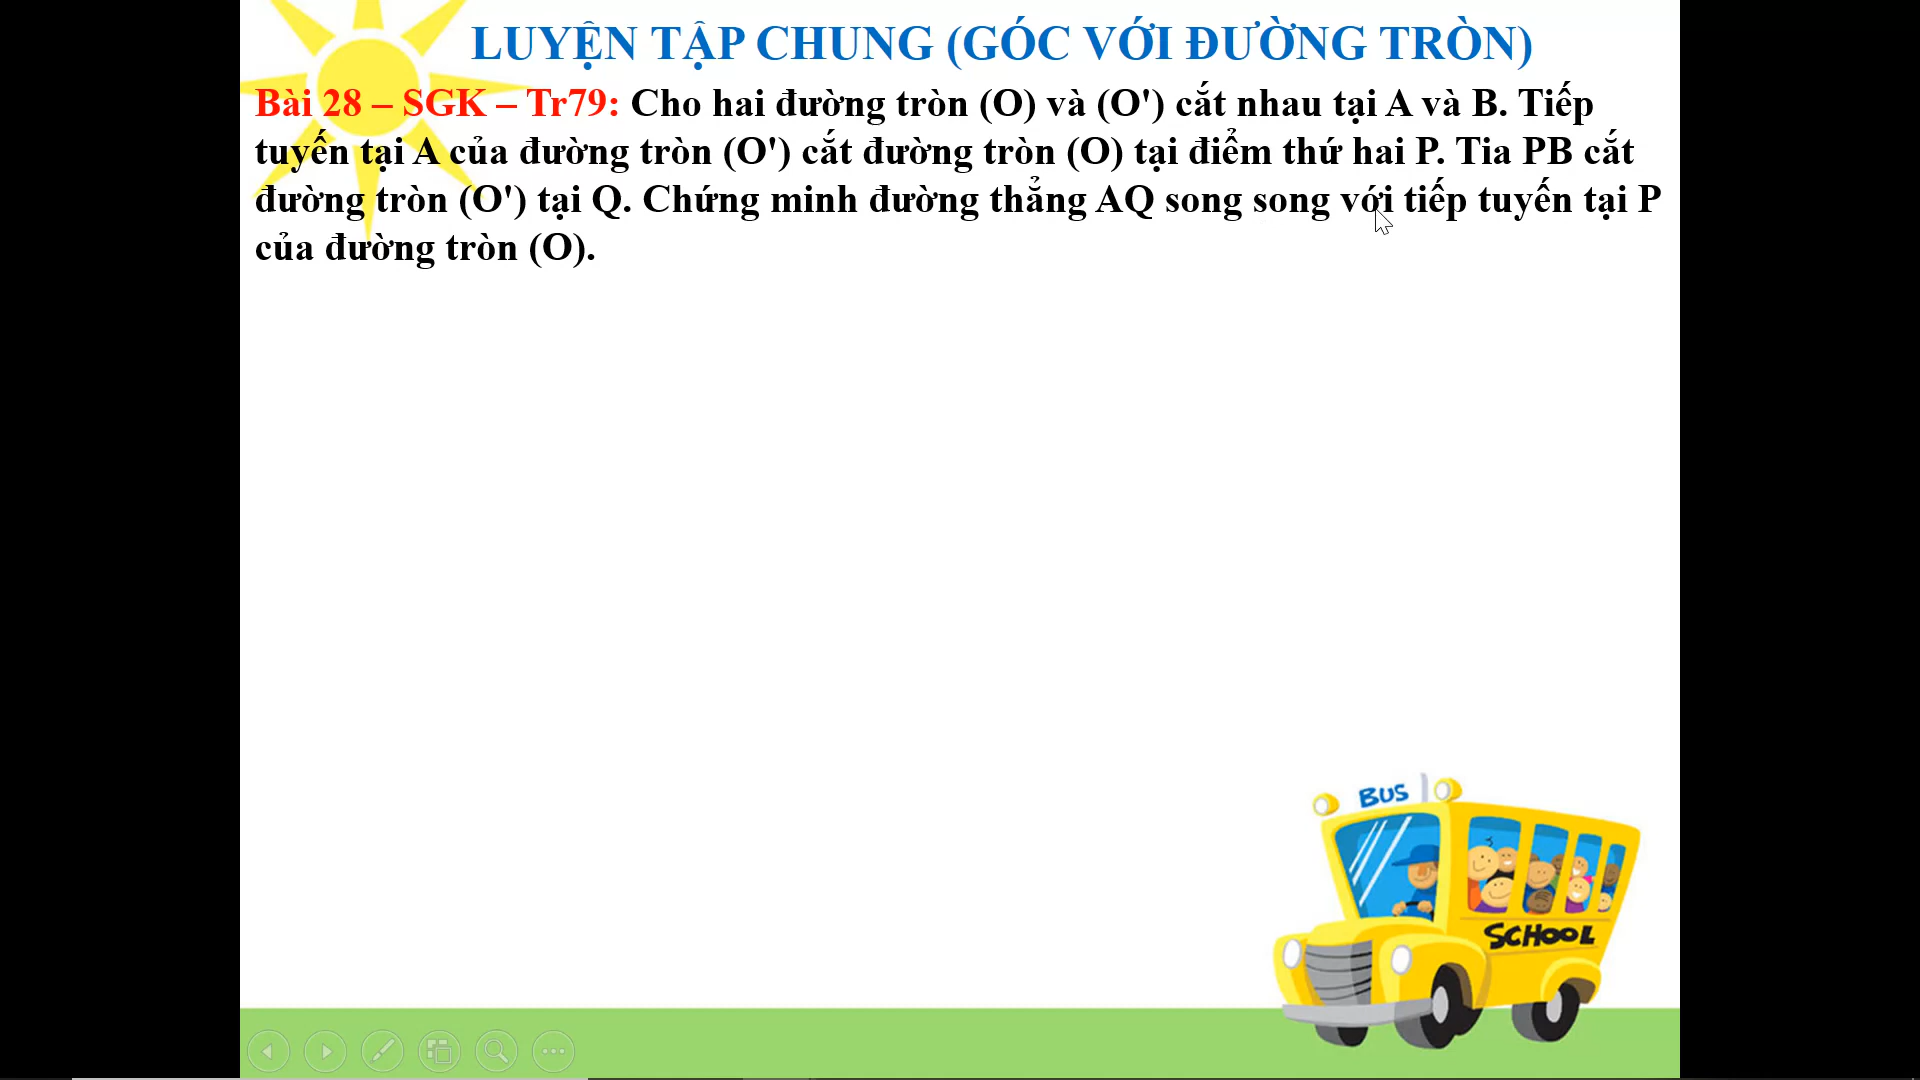 LUYỆN TẬP CHUNG (GÓC VỚI ĐƯỜNG TRÒN)
Bài 28 – SGK – Tr79: Cho hai đường tròn (O) và (O') cắt nhau tại A và B. Tiếp
tuyến tại A của đường tròn (O') cắt đường tròn (O) tại điểm thứ hai P. Tia PB cắt
đường tròn (O') tại Q. Chứng minh đường thẳng AQ song song với tiếp tuyến tại P
của đường tròn (O).
BUS
SCHOOL